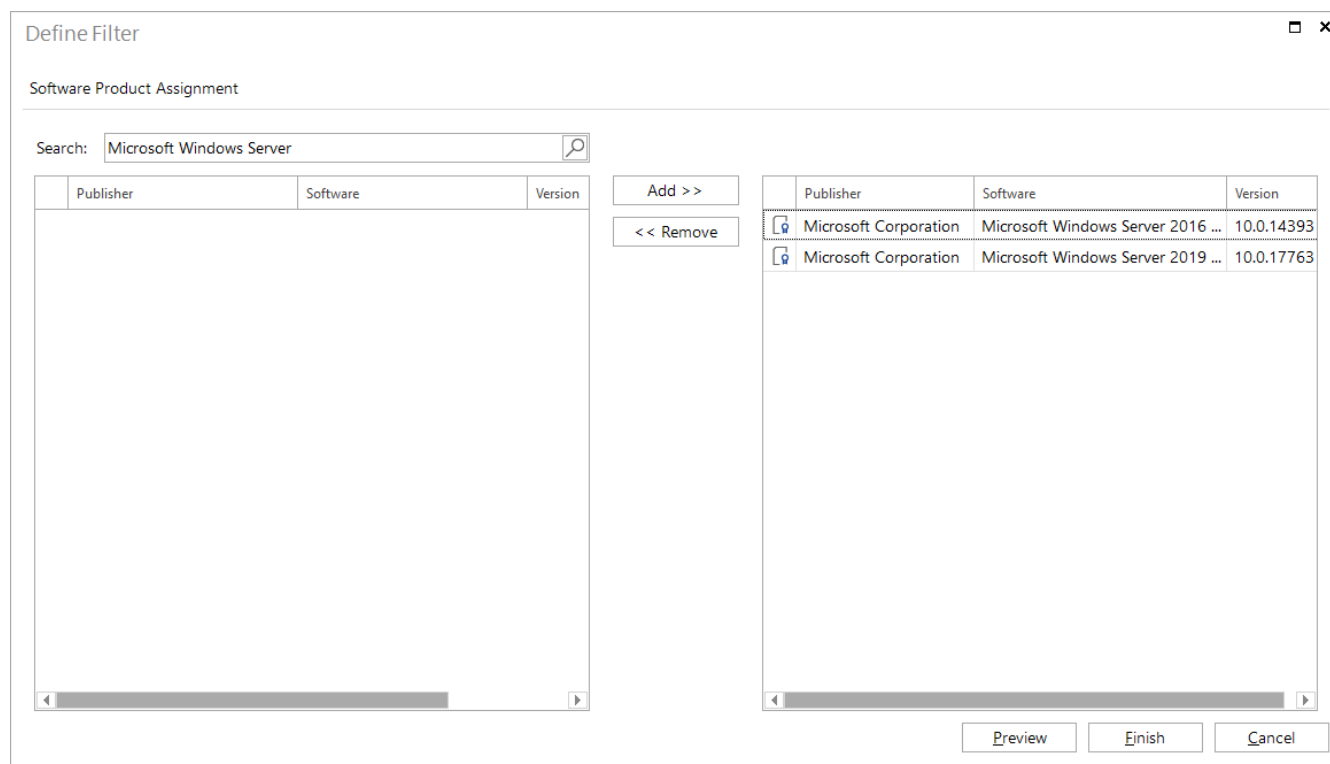 Define Filter
Software Product Assignment
Search: Microsoft Windows Server
Publisher Software Version
Add >>
<< Remove
Publisher Software Version
Microsoft Corporation Microsoft Windows Server 2016 ... 10.0.14393
Microsoft Corporation Microsoft Windows Server 2019 ... 10.0.17763
Preview Finish Cancel